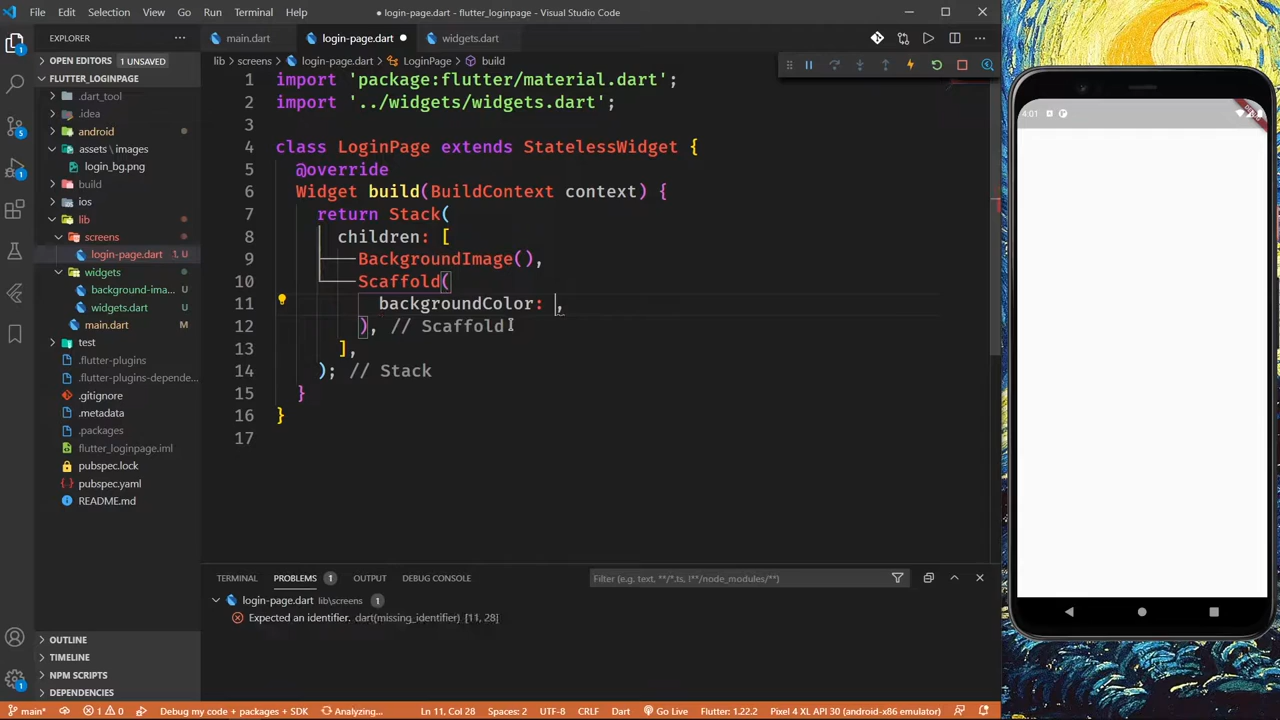 File Edit Selection View Go Run Terminal Help
● login-page.dart - flutter_loginpage - Visual Studio Code
EXPLORER
OPEN EDITORS 1 UNSAVED
FLUTTER_LOGINPAGE
.dart_tool
.idea
android
assets \ images
login_bg.png
build
ios
lib
screens
login-page.dart 1, U
widgets
background-ima... U
widgets.dart U
main.dart M
test
.flutter-plugins
.flutter-plugins-depende...
.gitignore
.metadata
.packages
flutter_loginpage.iml
pubspec.lock
pubspec.yaml
README.md
OUTLINE
TIMELINE
NPM SCRIPTS
DEPENDENCIES
main.dart login-page.dart ● widgets.dart
lib > screens > login-page.dart > LoginPage > build
1 import 'package:flutter/material.dart';
2 import '../widgets/widgets.dart';
3
4 class LoginPage extends StatelessWidget {
5 @override
6 Widget build(BuildContext context) {
7 return Stack(
8 children: [
9 BackgroundImage(),
10 Scaffold(
11 backgroundColor: ,
12 ), // Scaffold
13 ],
14 ); // Stack
15 }
16 }
17
TERMINAL PROBLEMS 1 OUTPUT DEBUG CONSOLE
Filter (e.g. text, **/*.ts, !**/node_modules/**)
login-page.dart lib\screens 1
Expected an identifier. dart(missing_identifier) [11, 28]
main* 1 0 Debug my code + packages + SDK Analyzing... Ln 11, Col 28 Spaces: 2 UTF-8 CRLF Dart Go Live Flutter: 1.22.2 Pixel 4 XL API 30 (android-x86 emulator)
4:01